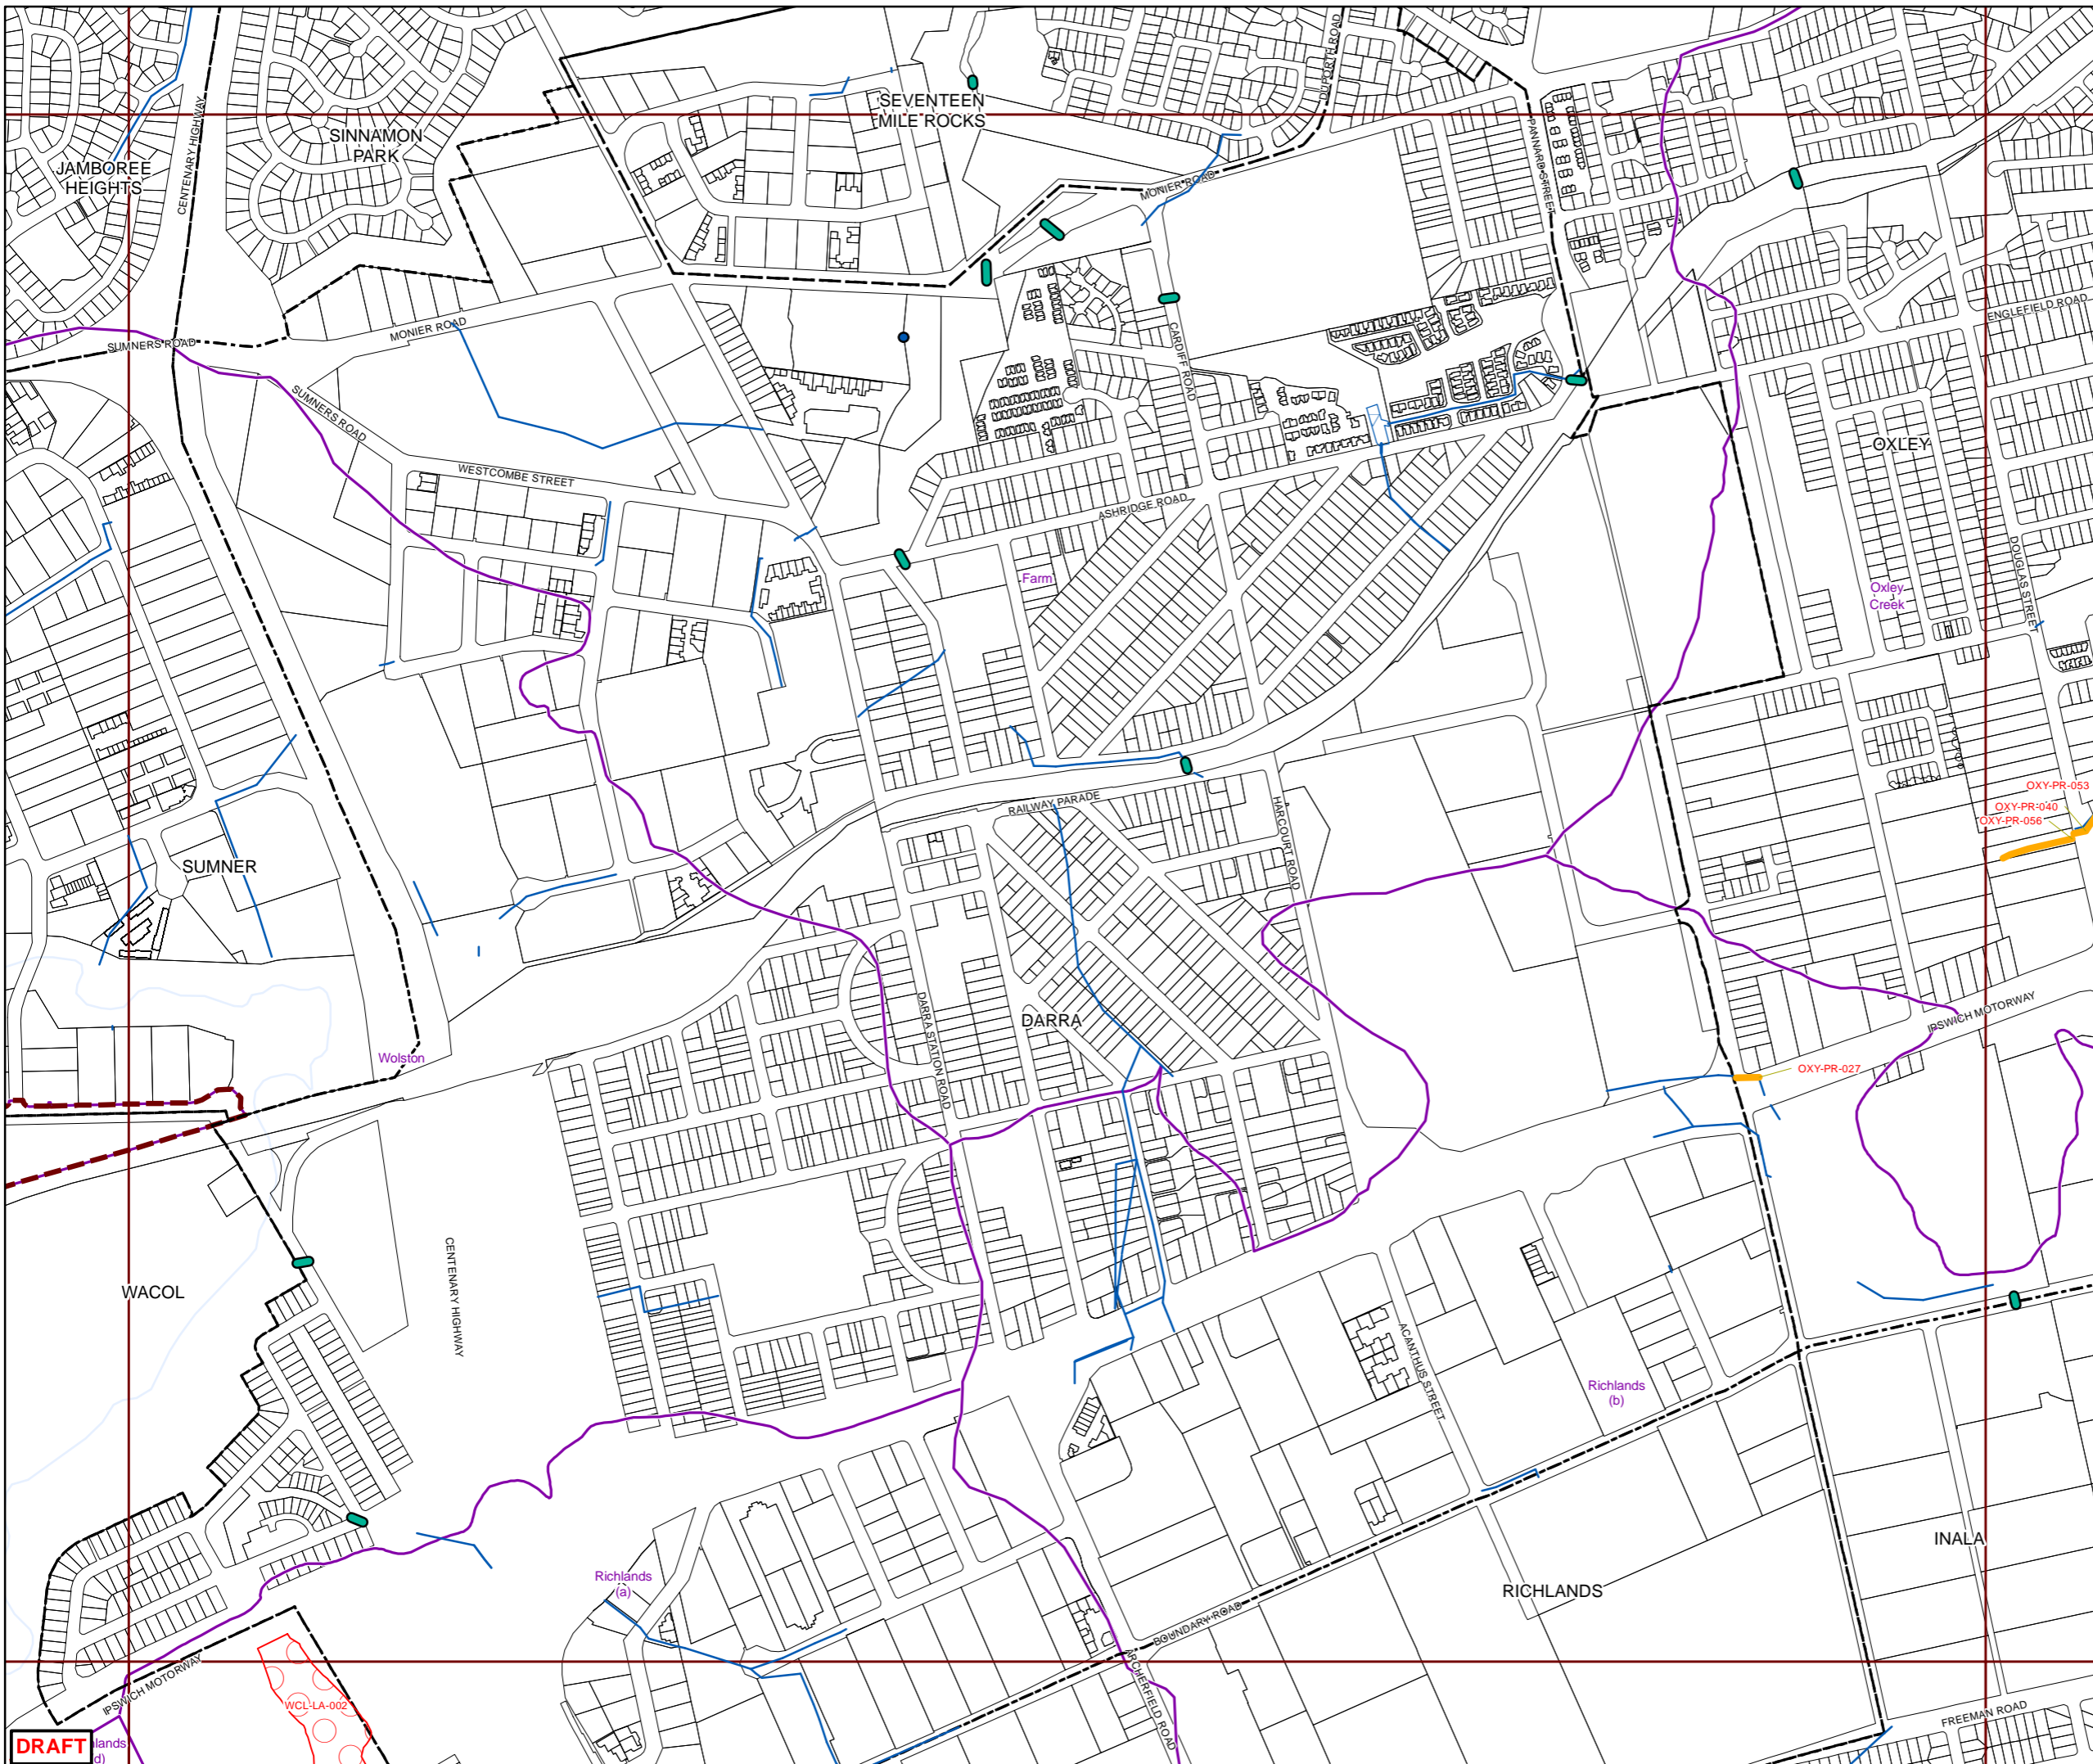 DUPORTH ROAD
SEVENTEEN
MILE ROCKS
SINNAMON
PARK
JAMBOREE
HEIGHTS
CENTENARY HIGHWAY
PANNARD STREET
MONIER ROAD
ENGLEFIELD ROAD
MONIER ROAD
SUMNERS ROAD
CARDIFF ROAD
SUMNERS ROAD
OXLEY
WESTCOMBE STREET
ASHRIDGE ROAD
Farm
DOUGLAS STREET
Oxley
Creek
OXY-PR-053
OXY-PR-040
OXY-PR-056
RAILWAY PARADE
HARCOURT ROAD
SUMNER
DARRA STATION ROAD
DARRA
IPSWICH MOTORWAY
Wolston
OXY-PR-027
WACOL
CENTENARY HIGHWAY
ACANTHUS STREET
Richlands
(b)
INALA
Richlands
(a)
RICHLANDS
BOUNDARY ROAD
ARCHERFIELD ROAD
IPSWICH MOTORWAY
WCL-LA-002
FREEMAN ROAD
DRAFT
lands
d)